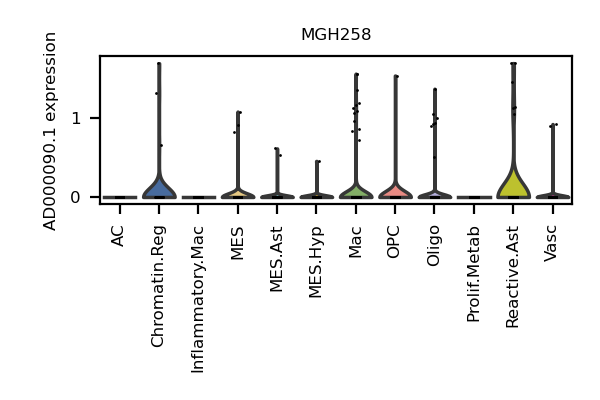 MGH258
AD000090.1 expression
1
0
AC
Chromatin.Reg
Inflammatory.Mac
MES
MES.Ast
MES.Hyp
Mac
OPC
Oligo
Prolif.Metab
Reactive.Ast
Vasc